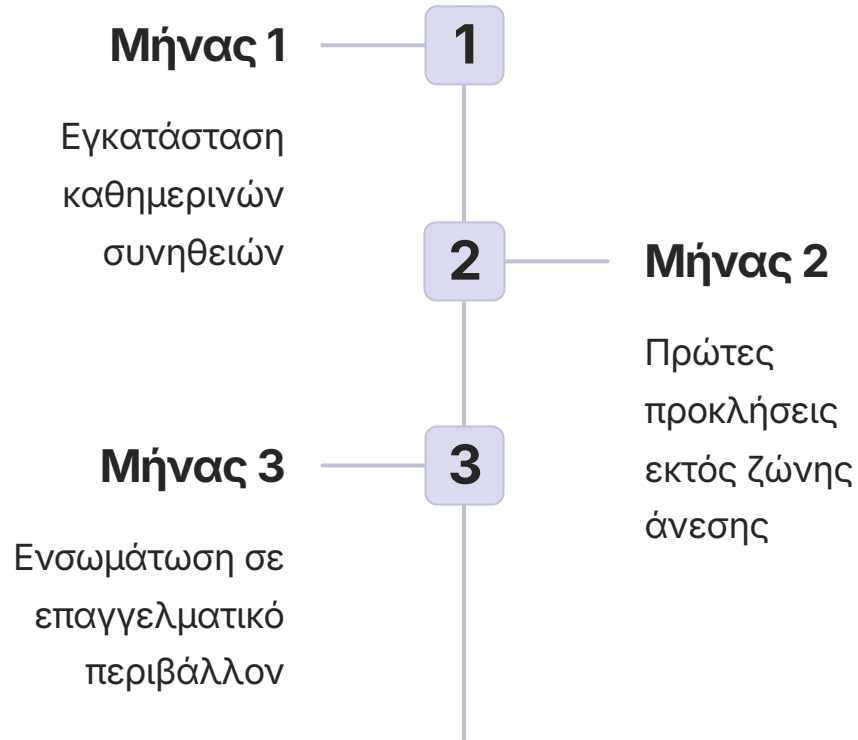 Μήνας 1
1
Εγκατάσταση
καθημερινών
συνηθειών
2
Μήνας 2
Πρώτες
προκλήσεις
εκτός ζώνης
άνεσης
Μήνας 3
3
Ενσωμάτωση σε
επαγγελματικό
περιβάλλον